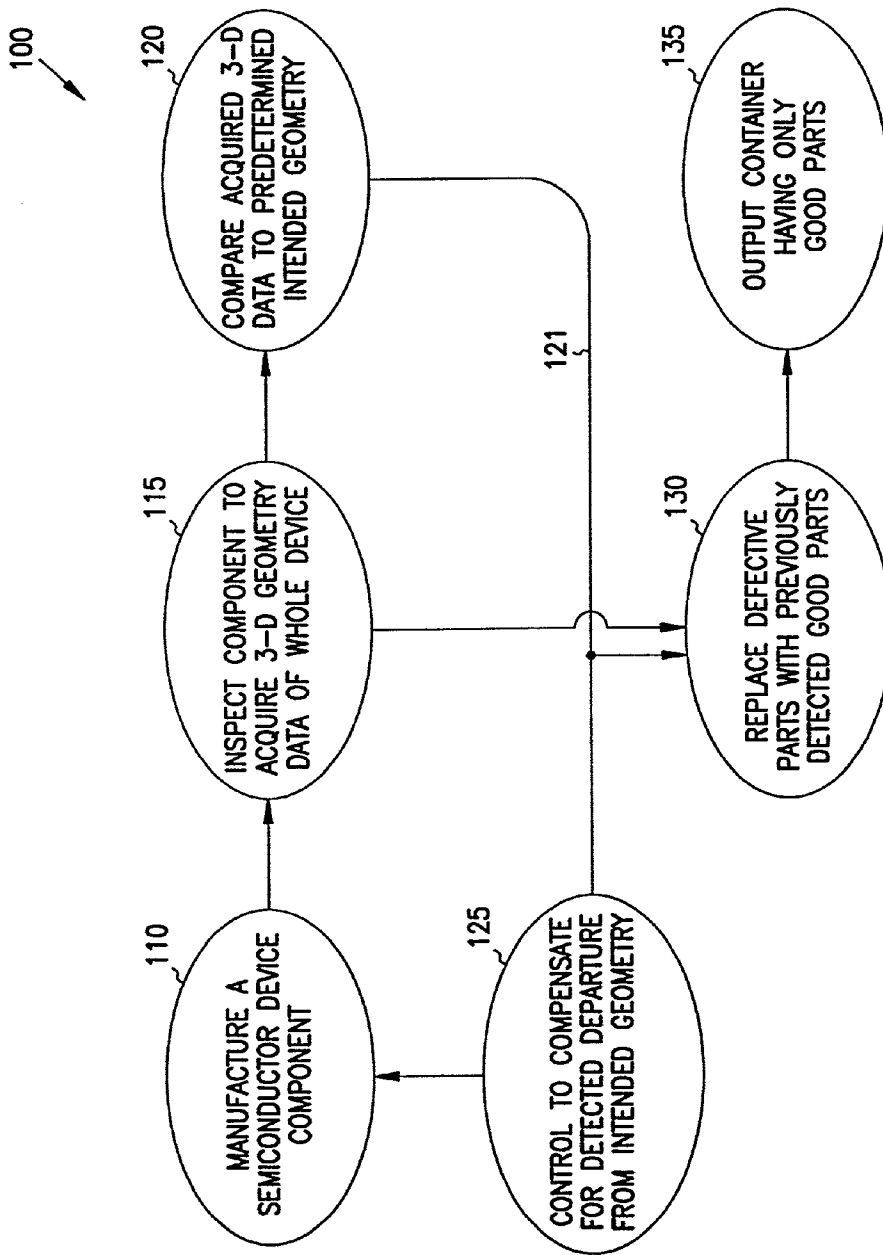 100
110
MANUFACTURE A
SEMICONDUCTOR DEVICE
COMPONENT
115
INSPECT COMPONENT TO
ACQUIRE 3-D GEOMETRY
DATA OF WHOLE DEVICE
120
COMPARE ACQUIRED 3-D
DATA TO PREDETERMINED
INTENDED GEOMETRY
121
125
CONTROL TO COMPENSATE
FOR DETECTED DEPARTURE
FROM INTENDED GEOMETRY
130
REPLACE DEFECTIVE
PARTS WITH PREVIOUSLY
DETECTED GOOD PARTS
135
OUTPUT CONTAINER
HAVING ONLY
GOOD PARTS